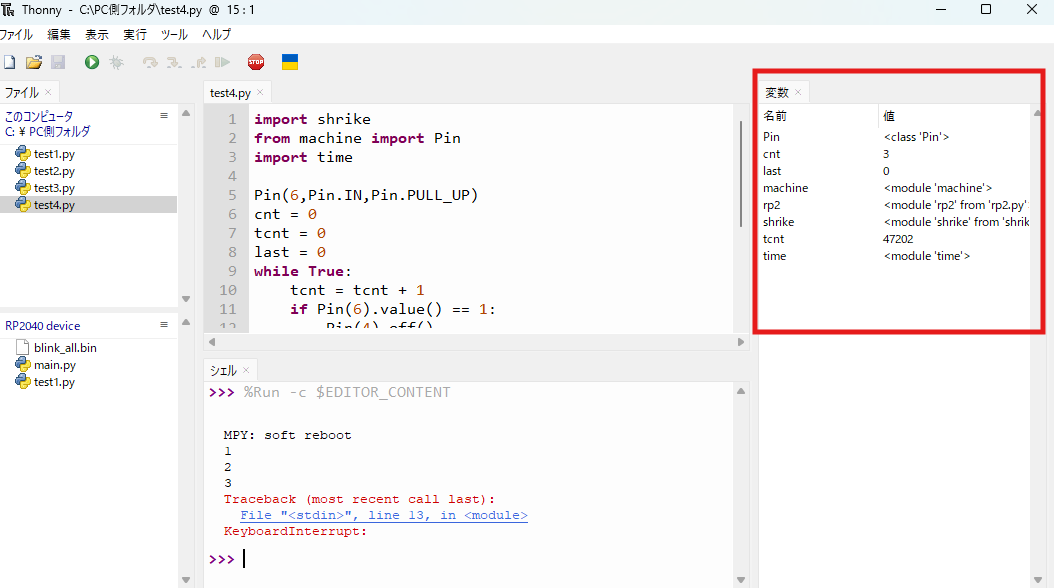 Thonny - C:\PC側フォルダ\test4.py @ 15 : 1
ファイル 編集 表示 実行 ツール ヘルプ
STOP
ファイル ×
このコンピュータ
C: ¥ PC側フォルダ
test1.py
test2.py
test3.py
test4.py
RP2040 device
blink_all.bin
main.py
test1.py
test4.py ×
1 import shrike
2 from machine import Pin
3 import time
4
5 Pin(6,Pin.IN,Pin.PULL_UP)
6 cnt = 0
7 tcnt = 0
8 last = 0
9 while True:
10 tcnt = tcnt + 1
11 if Pin(6).value() == 1:
12 Pin(4).off()
シェル ×
>>> %Run -c $EDITOR_CONTENT
MPY: soft reboot
1
2
3
Traceback (most recent call last):
File "<stdin>", line 13, in <module>
KeyboardInterrupt:
>>>
変数 ×
名前 値
Pin <class 'Pin'>
cnt 3
last 0
machine <module 'machine'>
rp2 <module 'rp2' from 'rp2.py'
shrike <module 'shrike' from 'shrik
tcnt 47202
time <module 'time'>